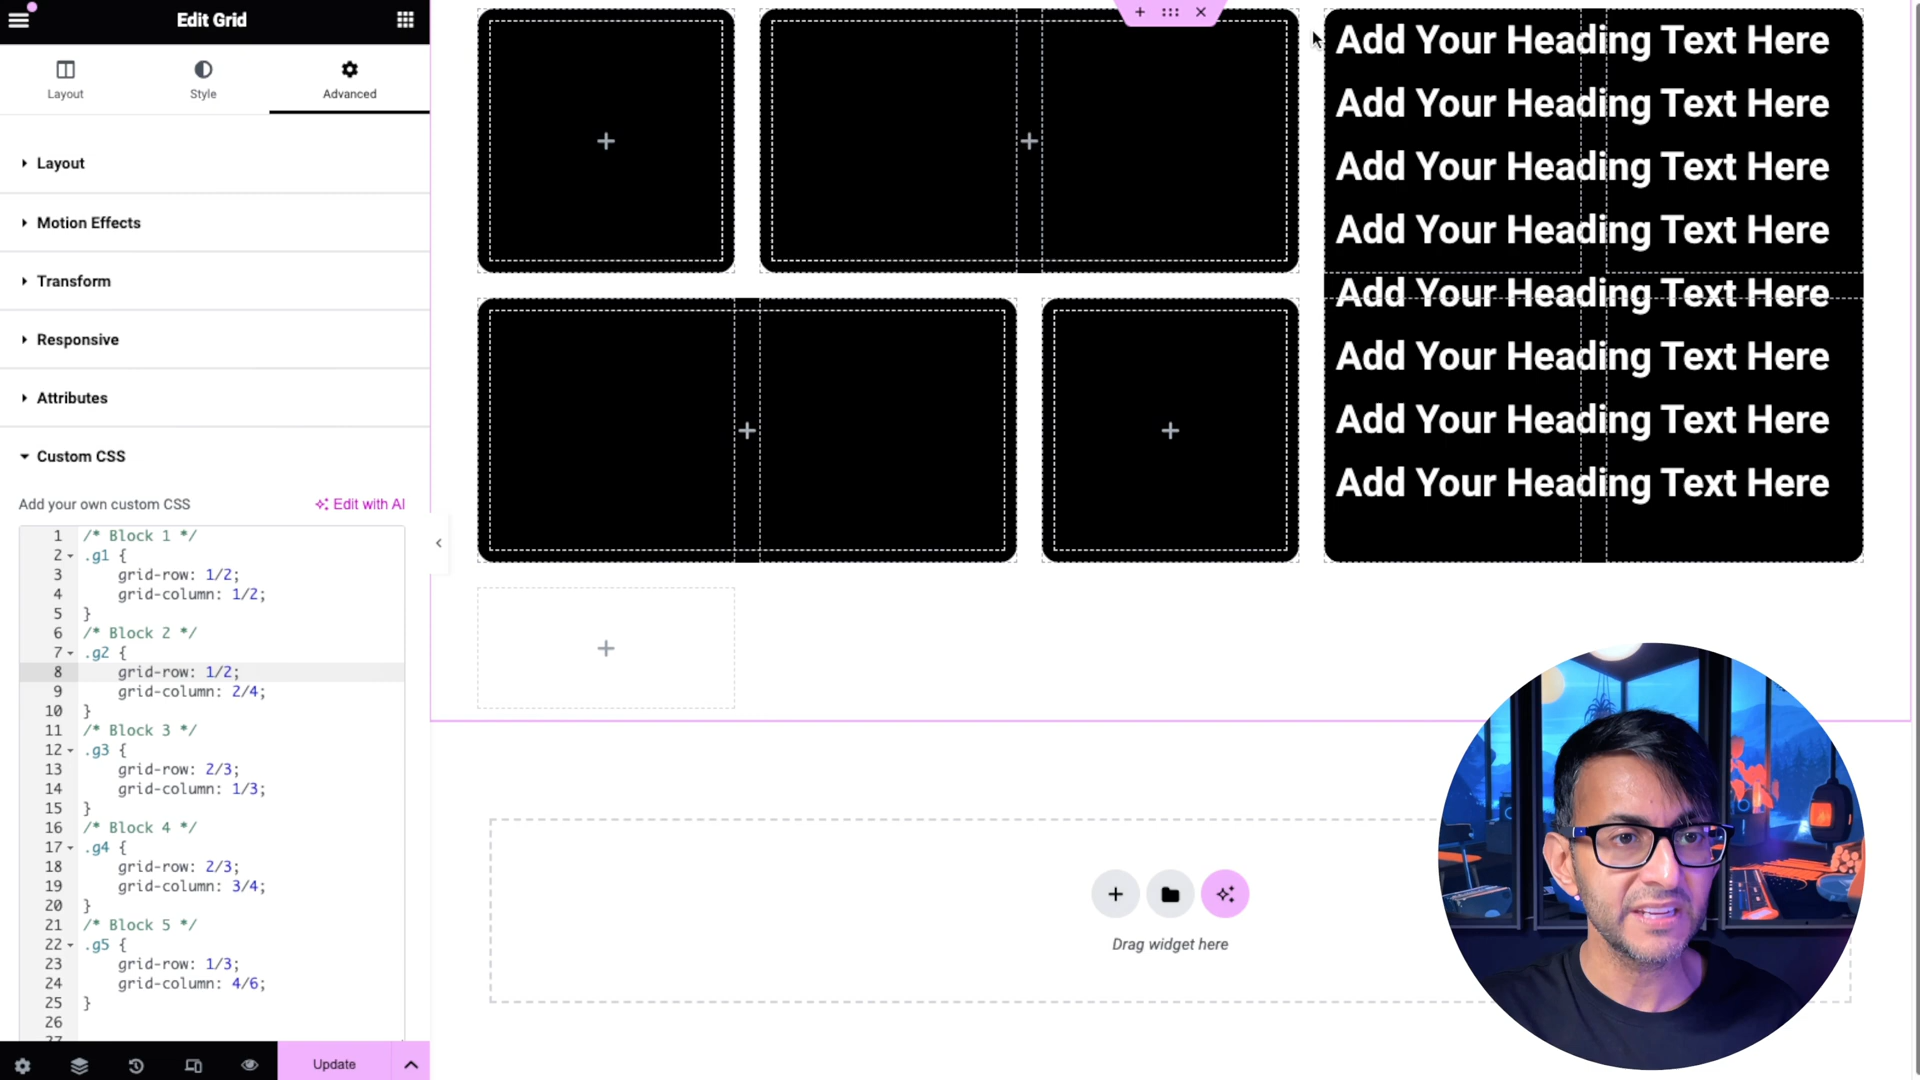 Edit Grid
Layout
Style
Advanced
Layout
Motion Effects
Transform
Responsive
Attributes
Custom CSS
Add your own custom CSS
Edit with AI
1 /* Block 1 */
2 .g1 {
3 grid-row: 1/2;
4 grid-column: 1/2;
5 }
6 /* Block 2 */
7 .g2 {
8 grid-row: 1/2;
9 grid-column: 2/4;
10 }
11 /* Block 3 */
12 .g3 {
13 grid-row: 2/3;
14 grid-column: 1/3;
15 }
16 /* Block 4 */
17 .g4 {
18 grid-row: 2/3;
19 grid-column: 3/4;
20 }
21 /* Block 5 */
22 .g5 {
23 grid-row: 1/3;
24 grid-column: 4/6;
25 }
26
27
Update
Add Your Heading Text Here
Add Your Heading Text Here
Add Your Heading Text Here
Add Your Heading Text Here
Add Your Heading Text Here
Add Your Heading Text Here
Add Your Heading Text Here
Add Your Heading Text Here
Drag widget here